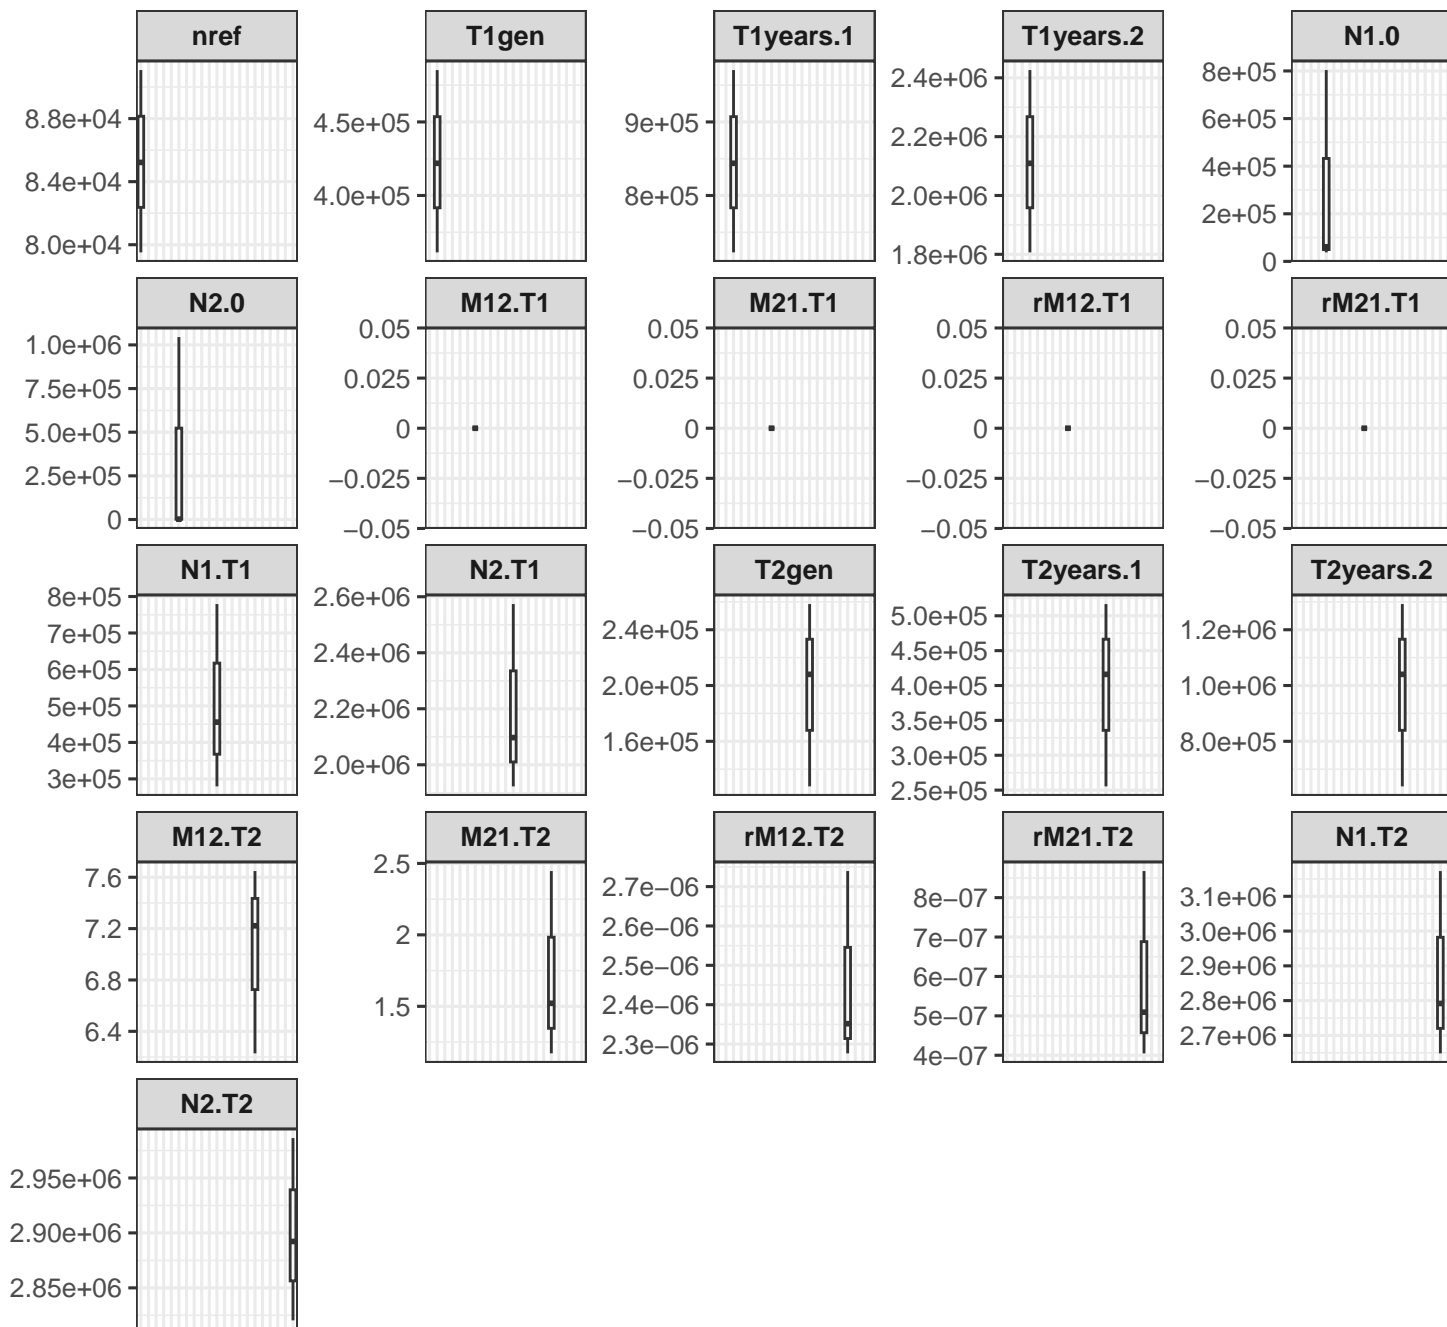 nref
T1gen
T1years.1
T1years.2
N1.0
8.8e+04
8.4e+04
8.0e+04
4.5e+05
4.0e+05
9e+05
8e+05
2.4e+06
2.2e+06
2.0e+06
1.8e+06
8e+05
6e+05
4e+05
2e+05
0
N2.0
M12.T1
M21.T1
rM12.T1
rM21.T1
1.0e+06
7.5e+05
5.0e+05
2.5e+05
0
0.05
0.025
0
−0.025
−0.05
0.05
0.025
0
−0.025
−0.05
0.05
0.025
0
−0.025
−0.05
0.05
0.025
0
−0.025
−0.05
N1.T1
N2.T1
T2gen
T2years.1
T2years.2
8e+05
7e+05
6e+05
5e+05
4e+05
3e+05
2.6e+06
2.4e+06
2.2e+06
2.0e+06
2.4e+05
2.0e+05
1.6e+05
5.0e+05
4.5e+05
4.0e+05
3.5e+05
3.0e+05
2.5e+05
1.2e+06
1.0e+06
8.0e+05
M12.T2
M21.T2
rM12.T2
rM21.T2
N1.T2
7.6
7.2
6.8
6.4
2.5
2
1.5
2.7e−06
2.6e−06
2.5e−06
2.4e−06
2.3e−06
8e−07
7e−07
6e−07
5e−07
4e−07
3.1e+06
3.0e+06
2.9e+06
2.8e+06
2.7e+06
N2.T2
2.95e+06
2.90e+06
2.85e+06